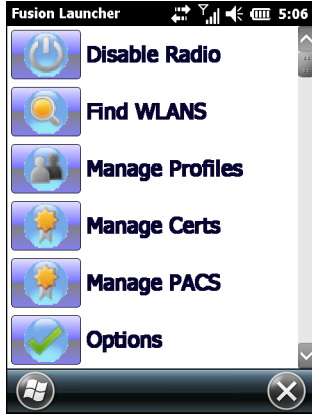 Fusion Launcher 5:06
Disable Radio
Find WLANS
Manage Profiles
Manage Certs
Manage PACS
Options